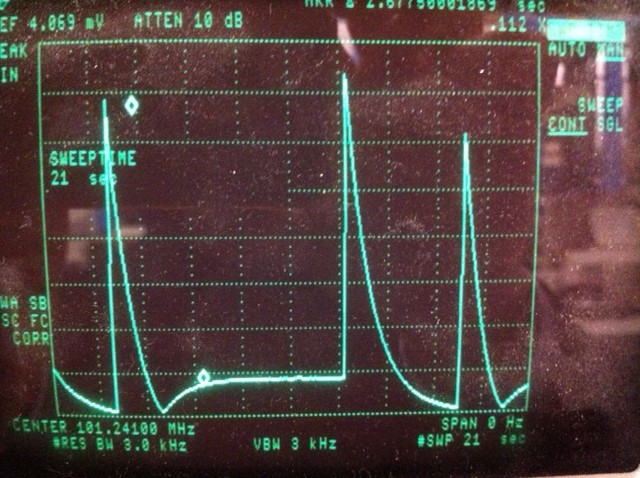 MKR Δ 2.67750001869 sec
EF 4.069 mV ATTEN 10 dB .112 X
EAK
IN
AUTO MAN
SWEEP
CONT SGL
SWEEPTIME
21 sec
WA SB
SC FC
CORR
CENTER 101.24100 MHz SPAN 0 Hz
#RES BW 3.0 kHz VBW 3 kHz #SWP 21 sec